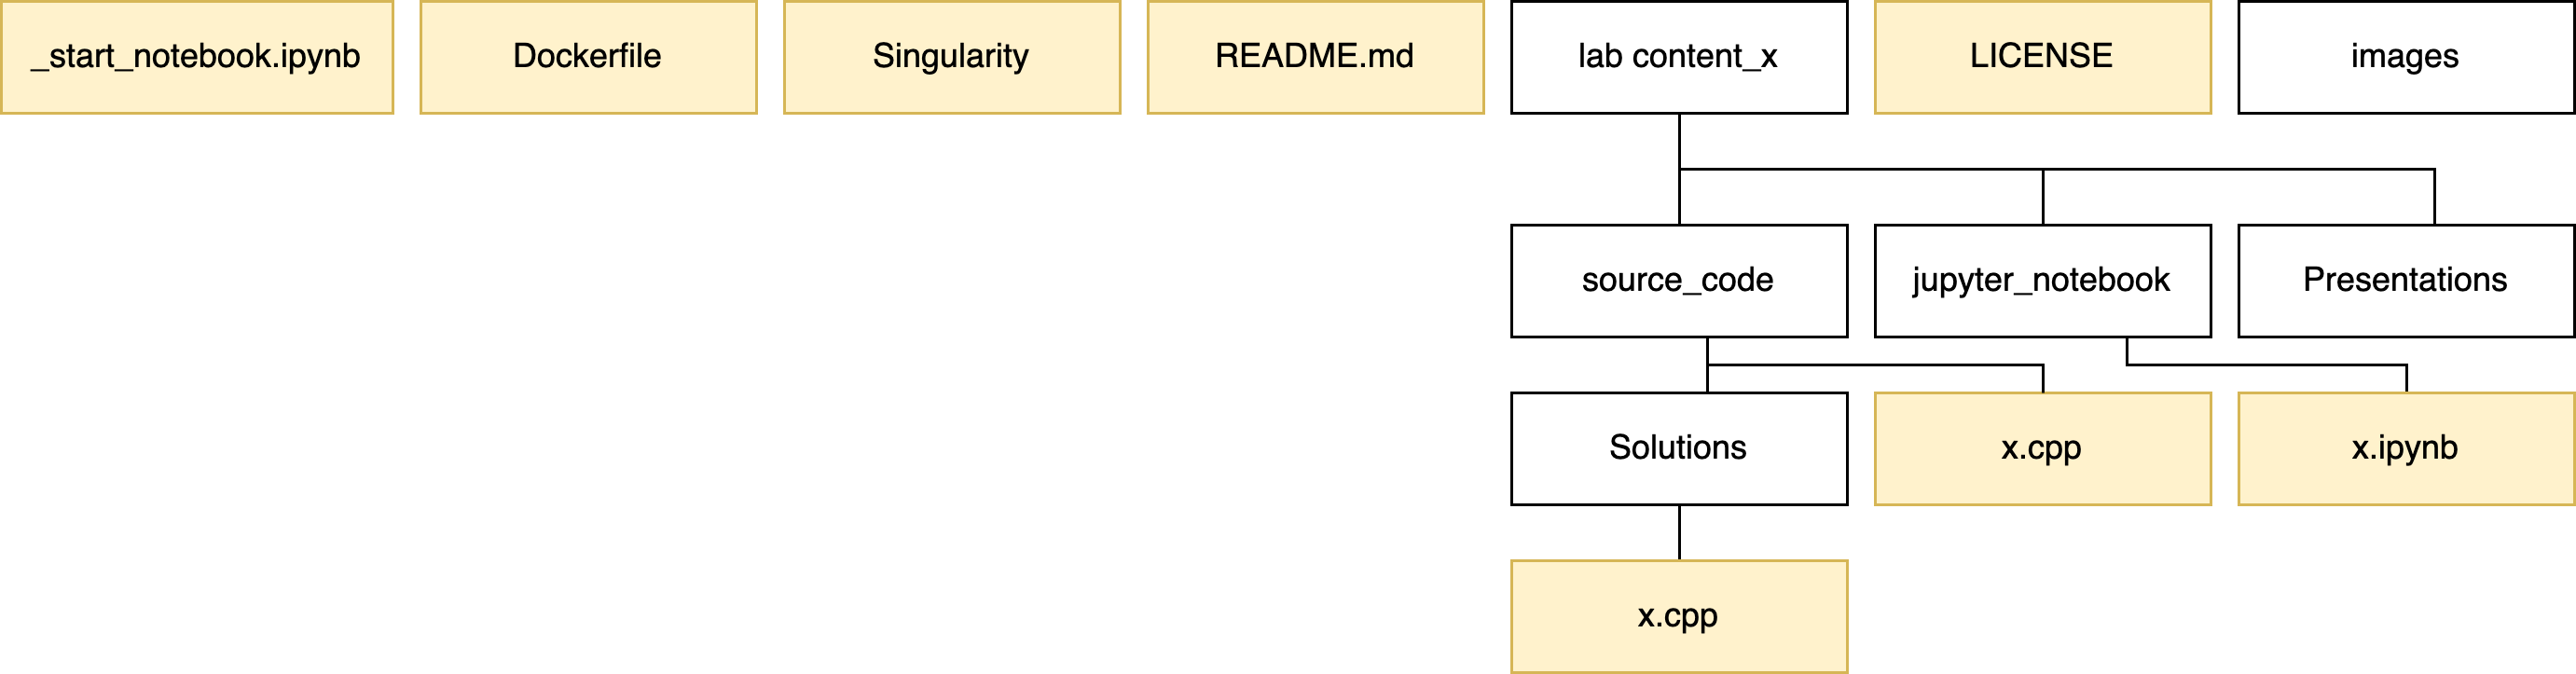 _start_notebook.ipynb
Dockerfile
Singularity
README.md
lab content_x
LICENSE
images
source_code
jupyter_notebook
Presentations
Solutions
x.cpp
x.ipynb
x.cpp